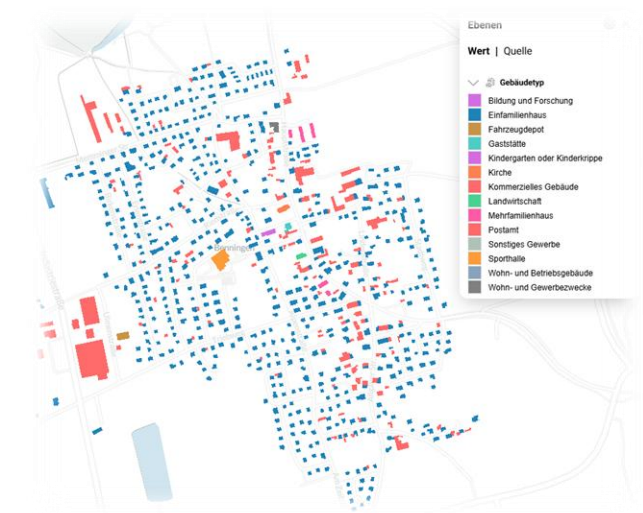 Ebenen
Wert | Quelle
Gebäudetyp
Bildung und Forschung
Einfamilienhaus
Fahrzeugdepot
Gaststätte
Kindergarten oder Kinderkrippe
Kirche
Kommerzielles Gebäude
Landwirtschaft
Mehrfamilienhaus
Postamt
Sonstiges Gewerbe
Sporthalle
Wohn- und Betriebsgebäude
Wohn- und Gewerbezwecke